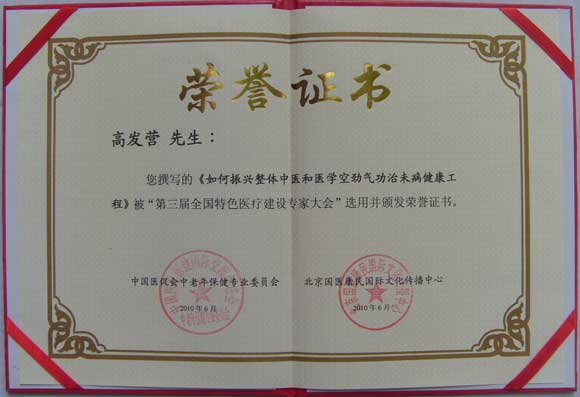 荣誉证书
高发营 先生：
您撰写的《如何振兴整体中医和医学空劲气功治未病健康工
程》被“第三届全国特色医疗建设专家大会”选用并颁发荣誉证书。
中国医促会中老年保健专业委员会 北京国医康民国际文化传播中心
2010年6月 2010年6月